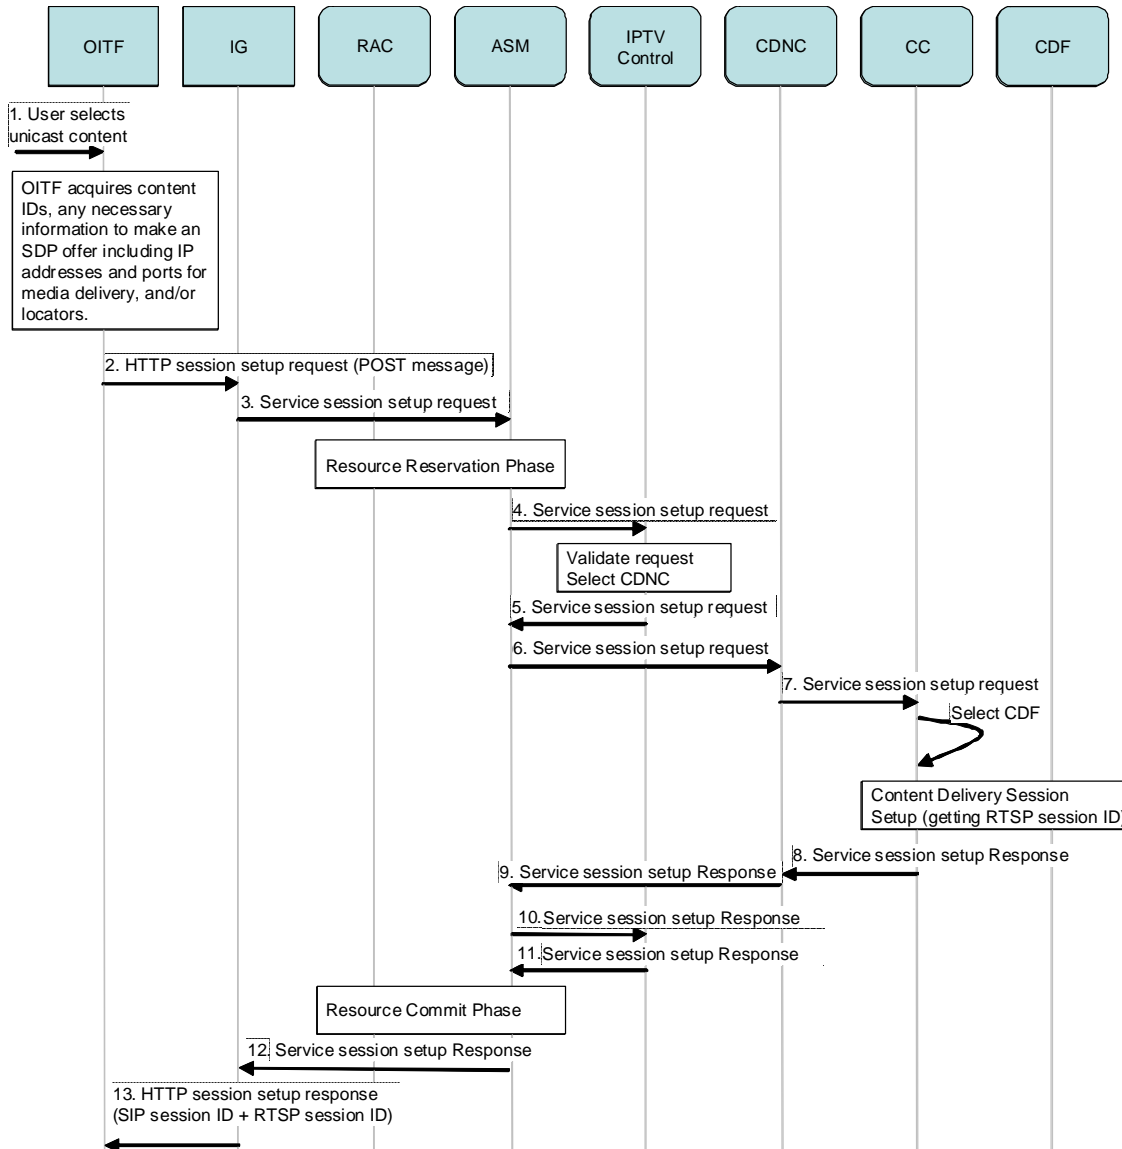 OITF
IG
RAC
ASM
IPTV
Control
CDNC
CC
CDF
1. User selects
unicast content
OITF acquires content
IDs, any necessary
information to make an
SDP offer including IP
addresses and ports for
media delivery, and/or
locators.
2. HTTP session setup request (POST message)
3. Service session setup request
Resource Reservation Phase
4. Service session setup request
Validate request
Select CDNC
5. Service session setup request
6. Service session setup request
7. Service session setup request
Select CDF
Content Delivery Session
Setup (getting RTSP session ID)
8. Service session setup Response
9. Service session setup Response
10. Service session setup Response
11. Service session setup Response
Resource Commit Phase
12. Service session setup Response
13. HTTP session setup response
(SIP session ID + RTSP session ID)